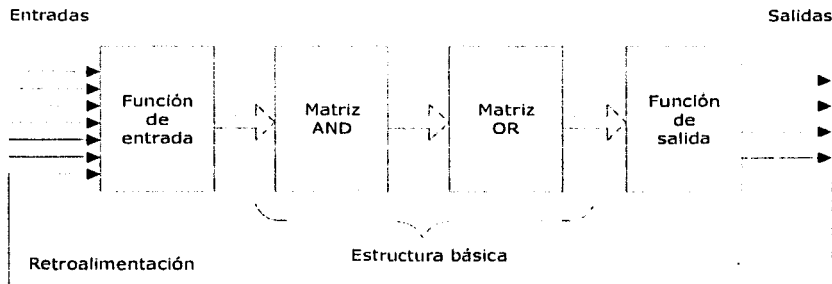 Entradas
Salidas
Función
de
entrada
Matriz
AND
Matriz
OR
Función
de
salida
Estructura básica
Retroalimentación